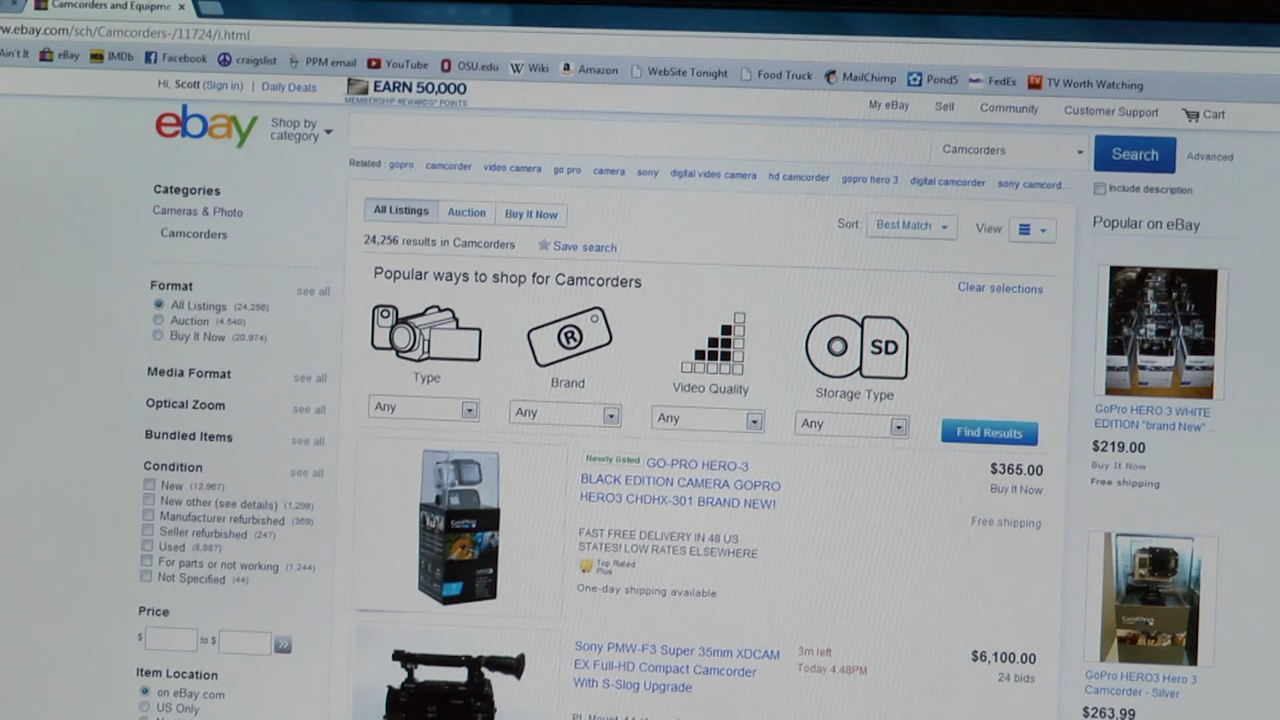 Camcorders and Equipme
w.ebay.com/sch/Camcorders-/11724/i.html
Ain't It eBay IMDb Facebook craigslist PPM email YouTube OSU.edu Wiki Amazon WebSite Tonight Food Truck MailChimp Pond5 FedEx TV Worth Watching
Hi, Scott (Sign in) | Daily Deals
EARN 50,000
MEMBERSHIP REWARDS® POINTS
My eBay Sell Community Customer Support Cart
ebay
Shop by
category
Camcorders
Search
Advanced
Related: gopro camcorder video camera go pro camera sony digital video camera hd camcorder gopro hero 3 digital camcorder sony camcord...
Include description
Categories
Cameras & Photo
Camcorders
All Listings Auction Buy It Now
Sort: Best Match View:
24,256 results in Camcorders Save search
Popular ways to shop for Camcorders
Clear selections
R
SD
Type
Brand
Video Quality
Storage Type
Any
Any
Any
Any
Find Results
Format see all
All Listings (24,256)
Auction (4,640)
Buy It Now (20,974)
Media Format see all
Optical Zoom see all
Bundled Items see all
Condition see all
New (12,967)
New other (see details) (1,298)
Manufacturer refurbished (369)
Seller refurbished (247)
Used (8,087)
For parts or not working (1,244)
Not Specified (44)
Price
$ to $
Item Location
on eBay.com
US Only
Newly listed GO-PRO HERO-3
BLACK EDITION CAMERA GOPRO
HERO3 CHDHX-301 BRAND NEW!
$365.00
Buy It Now
Free shipping
FAST FREE DELIVERY IN 48 US
STATES! LOW RATES ELSEWHERE
Top Rated
Plus
One-day shipping available
GoPro
Sony PMW-F3 Super 35mm XDCAM
EX Full-HD Compact Camcorder
With S-Slog Upgrade
3m left
Today 4:48PM
$6,100.00
24 bids
Popular on eBay
GoPro HERO 3 WHITE
EDITION "brand New" ...
$219.00
Buy It Now
Free shipping
GoPro
GoPro HERO3 Hero 3
Camcorder - Silver
$263.99